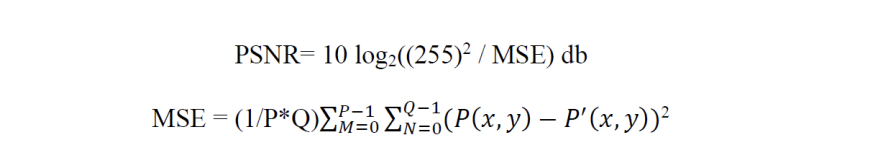 PSNR= 10 log₂((255)² / MSE) db
MSE = (1/P*Q)∑_{M=0}^{P−1} ∑_{N=0}^{Q−1}(P(x, y) − P′(x, y))²